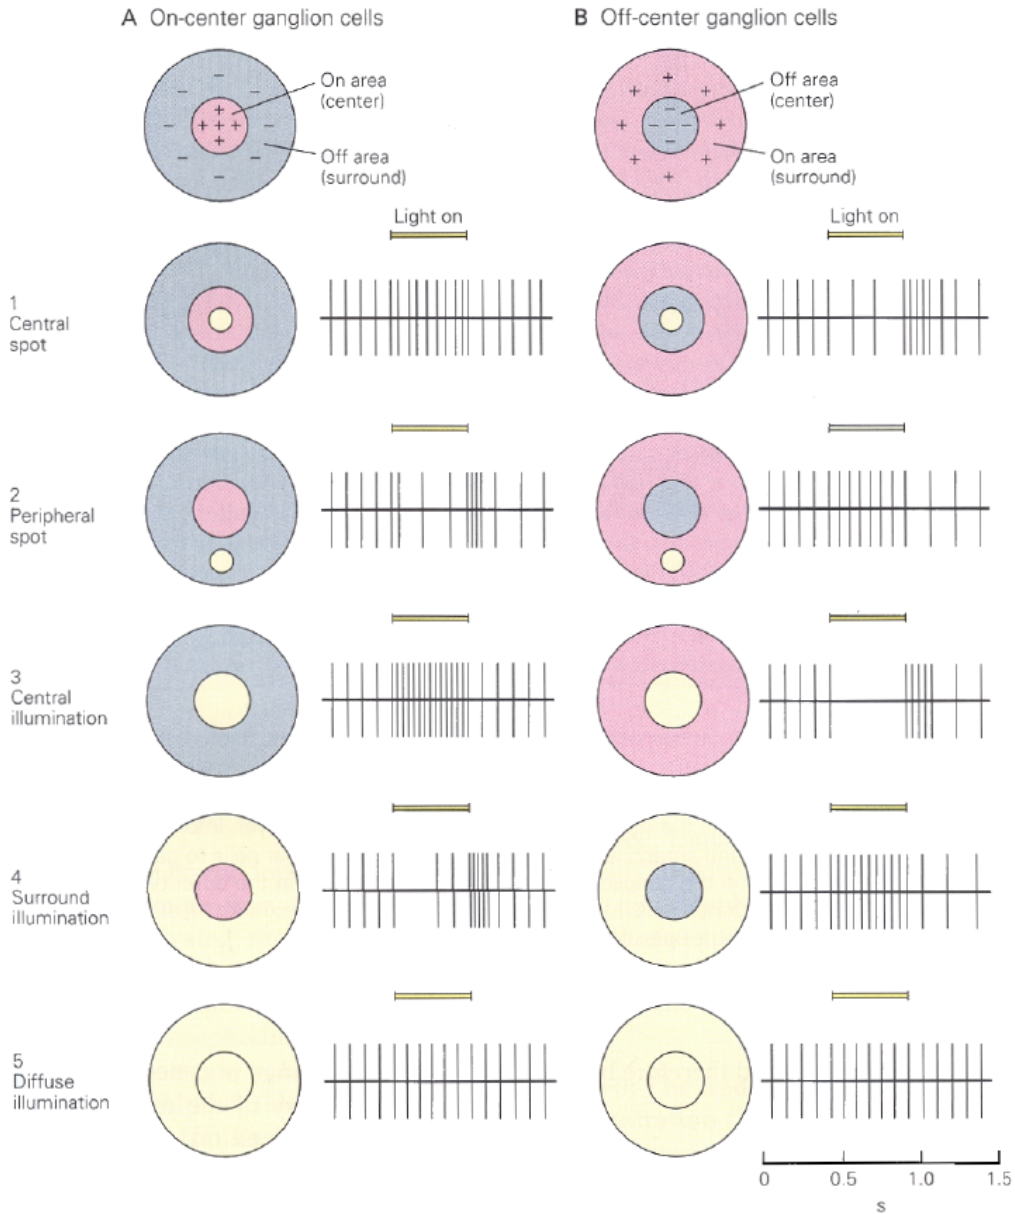 A On-center ganglion cells
B Off-center ganglion cells
On area
(center)
Off area
(surround)
Off area
(center)
On area
(surround)
Light on
Light on
1
Central
spot
2
Peripheral
spot
3
Central
illumination
4
Surround
illumination
5
Diffuse
illumination
0 0.5 1.0 1.5
s